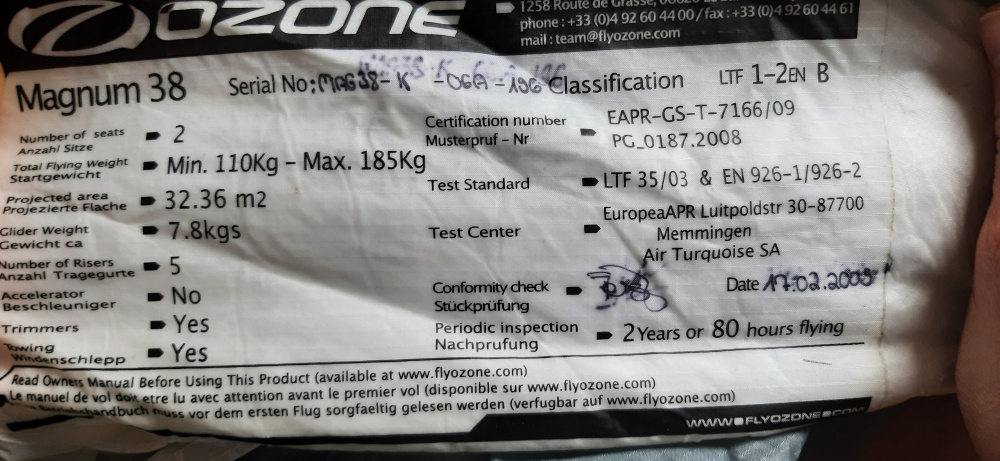 OZONE
1258 Route de Grasse,
phone : +33 (0)4 92 60 44 00 / fax : +33 (0)4 92 60 44 61
mail : team@flyozone.com
Magnum 38
Serial No: MAG38-K -06A-196
Classification
LTF 1-2 EN B
Number of seats
Anzahl Sitze
2
Total Flying Weight
Startgewicht
Min. 110Kg – Max. 185Kg
Projected area
Projezierte Flache
32.36 m2
Glider Weight
Gewicht ca
7.8kgs
Number of Risers
Anzahl Tragegurte
5
Accelerator
Beschleuniger
No
Trimmers
Yes
Towing
Windenschlepp
Yes
Certification number
Musterpruf - Nr
EAPR-GS-T-7166/09
PG_0187.2008
Test Standard
LTF 35/03 & EN 926-1/926-2
Test Center
EuropeaAPR Luitpoldstr 30-87700
Memmingen
Air Turquoise SA
Conformity check
Stückprüfung
Date 17.02.2009
Periodic inspection
Nachprufung
2 Years or 80 hours flying
Read Owners Manual Before Using This Product (available at www.flyozone.com)
Le manuel de vol doit etre lu avec attention avant le premier vol (disponible sur www.flyozone.com)
muss vor dem ersten Flug sorgfaeltig gelesen werden (verfugbar auf www.flyozone.com)
WWW.FLYOZONE.COM